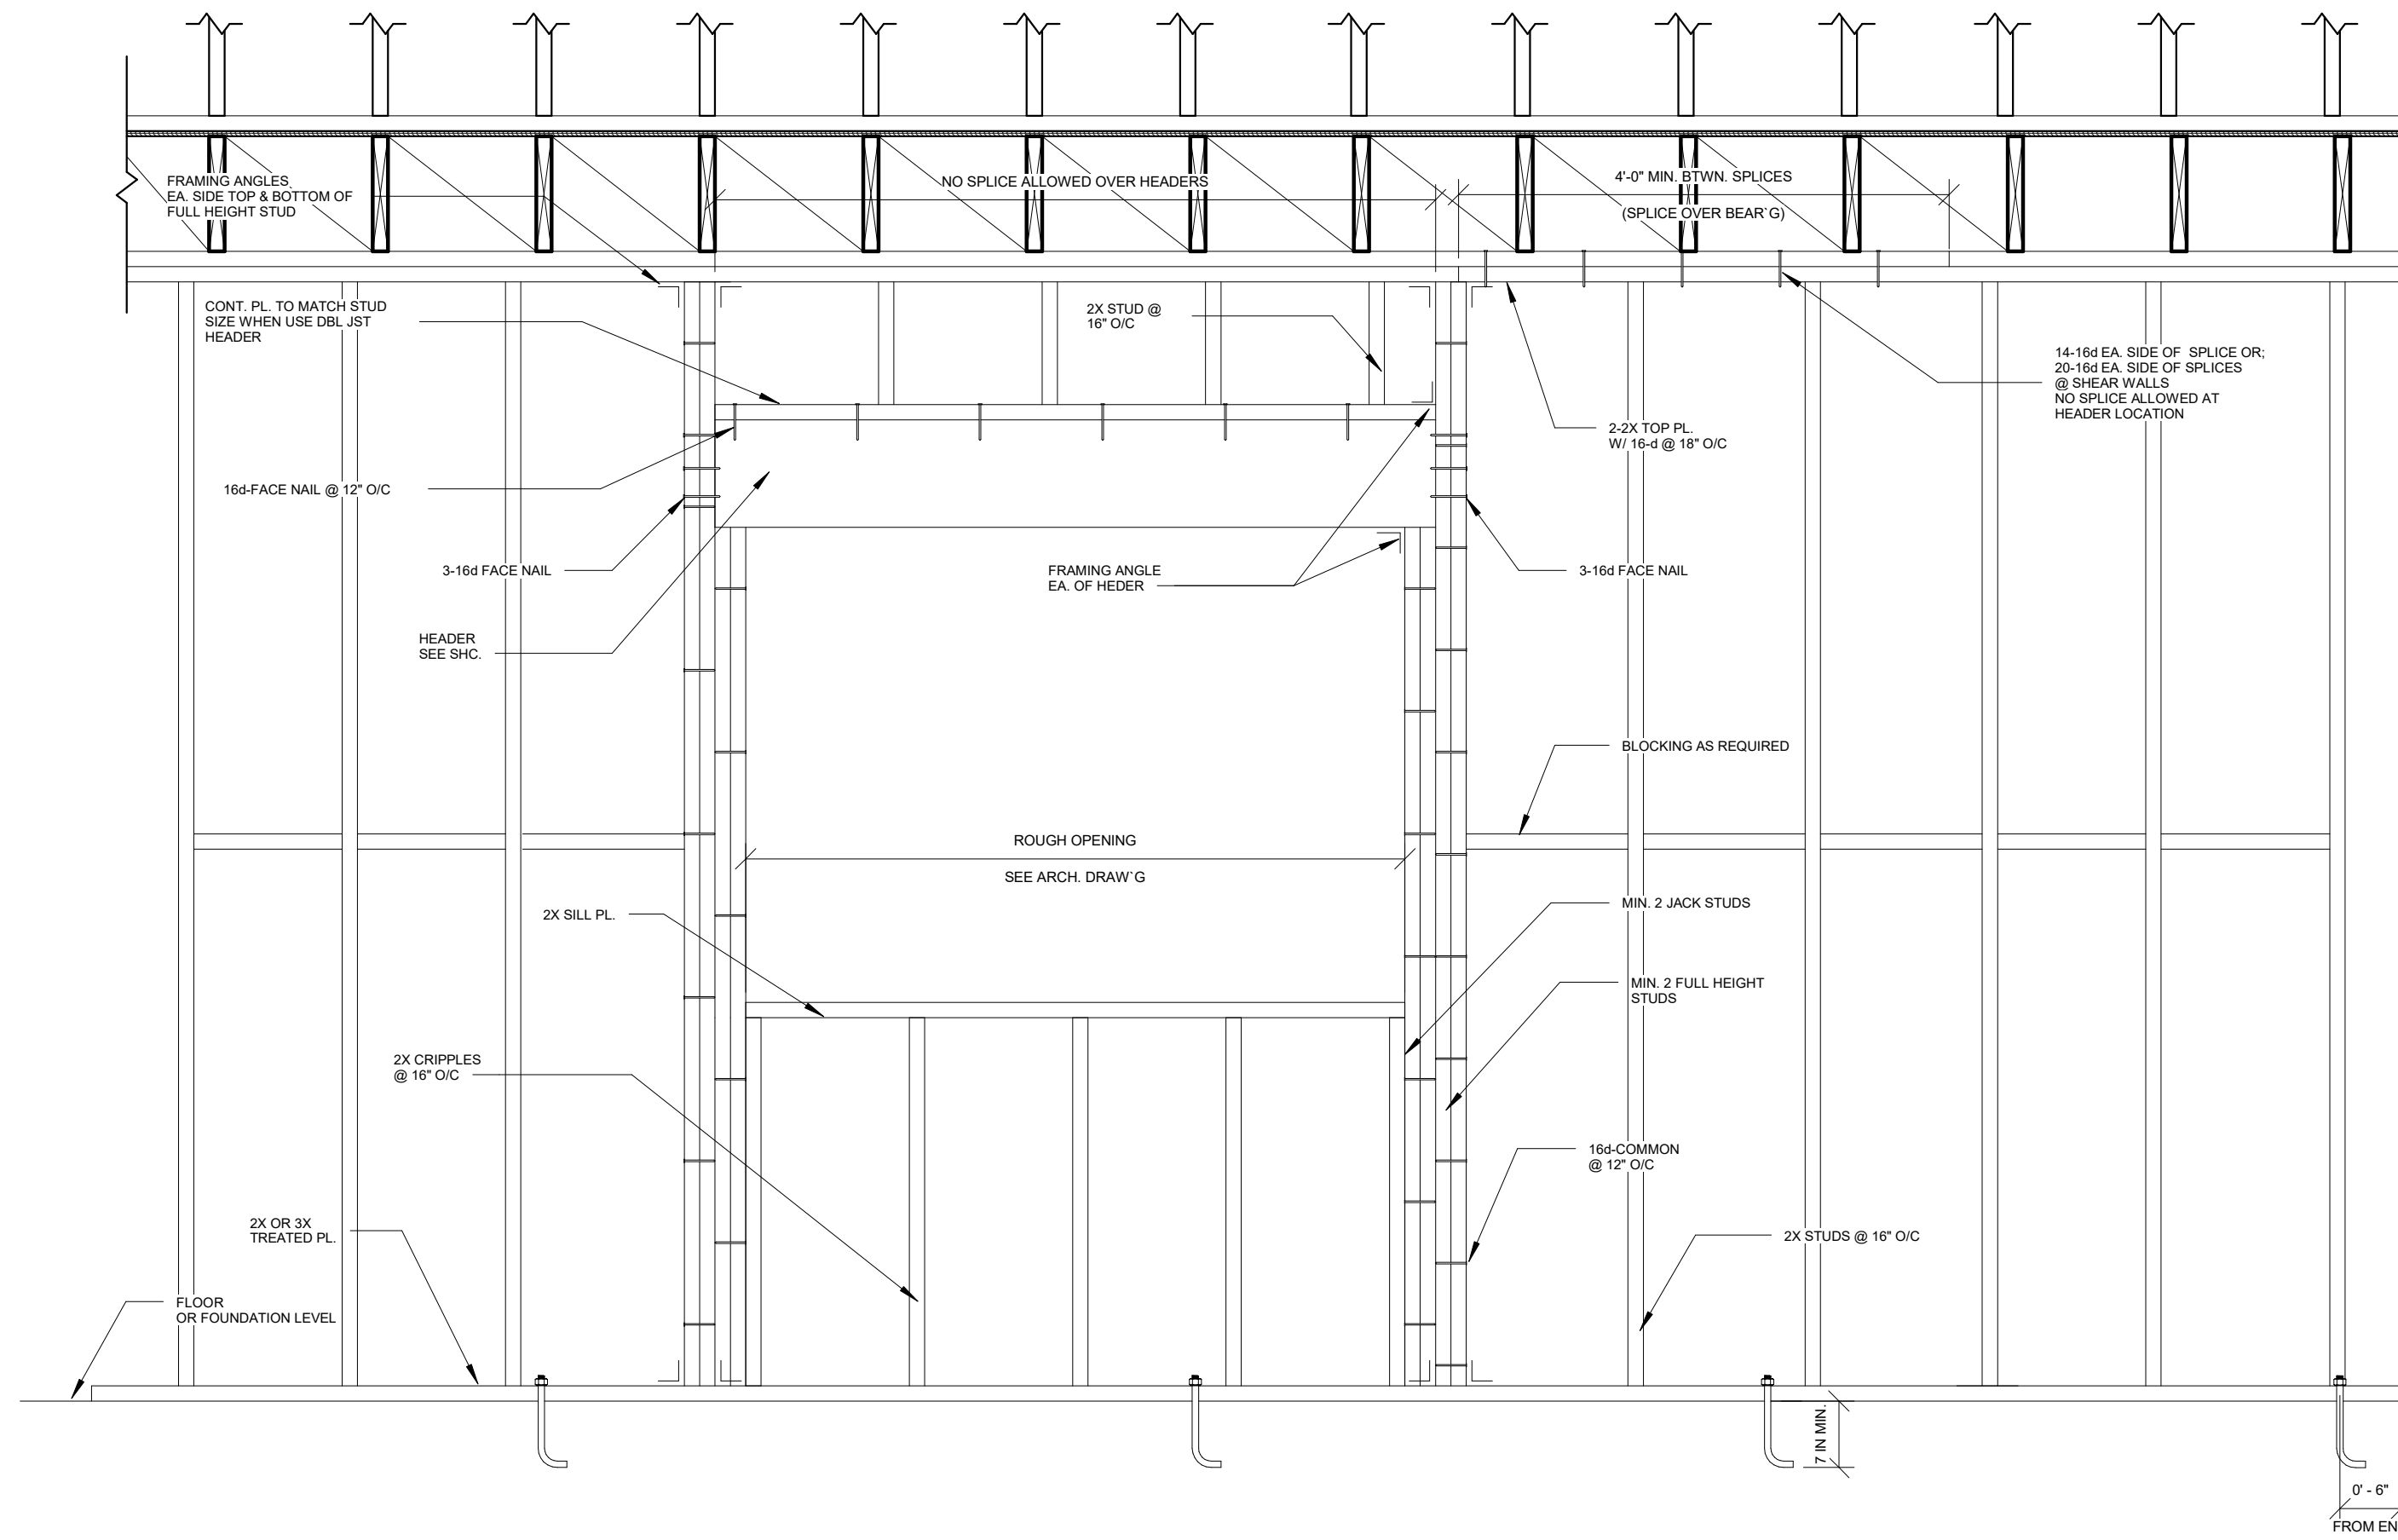 FRAMING ANGLES
EA. SIDE TOP & BOTTOM OF
FULL HEIGHT STUD
NO SPLICE ALLOWED OVER HEADERS
4'-0" MIN. BTWN. SPLICES
(SPLICE OVER BEAR`G)
CONT. PL. TO MATCH STUD
SIZE WHEN USE DBL JST
HEADER
2X STUD @
16" O/C
14-16d EA. SIDE OF SPLICE OR;
20-16d EA. SIDE OF SPLICES
@ SHEAR WALLS
NO SPLICE ALLOWED AT
HEADER LOCATION
2-2X TOP PL.
W/ 16-d @ 18" O/C
16d-FACE NAIL @ 12" O/C
3-16d FACE NAIL
FRAMING ANGLE
EA. OF HEDER
3-16d FACE NAIL
HEADER
SEE SHC.
BLOCKING AS REQUIRED
ROUGH OPENING
SEE ARCH. DRAW`G
2X SILL PL.
MIN. 2 JACK STUDS
MIN. 2 FULL HEIGHT
STUDS
2X CRIPPLES
@ 16" O/C
16d-COMMON
@ 12" O/C
2X OR 3X
TREATED PL.
2X STUDS @ 16" O/C
FLOOR
OR FOUNDATION LEVEL
7 IN MIN.
0' - 6"
FROM EN